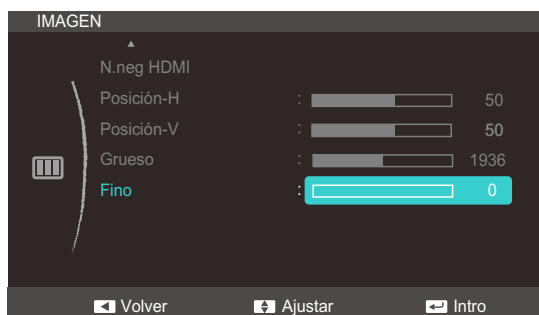 IMAGEN
N.neg HDMI
Posición-H : 50
Posición-V : 50
Grueso : 1936
Fino : 0
Volver Ajustar Intro